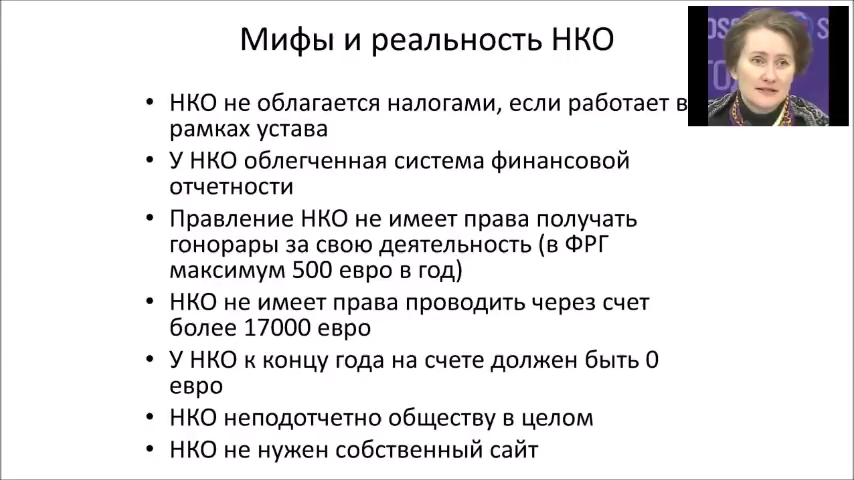 Мифы и реальность НКО
• НКО не облагается налогами, если работает в
рамках устава
• У НКО облегченная система финансовой
отчетности
• Правление НКО не имеет права получать
гонорары за свою деятельность (в ФРГ
максимум 500 евро в год)
• НКО не имеет права проводить через счет
более 17000 евро
• У НКО к концу года на счете должен быть 0
евро
• НКО неподотчетно обществу в целом
• НКО не нужен собственный сайт